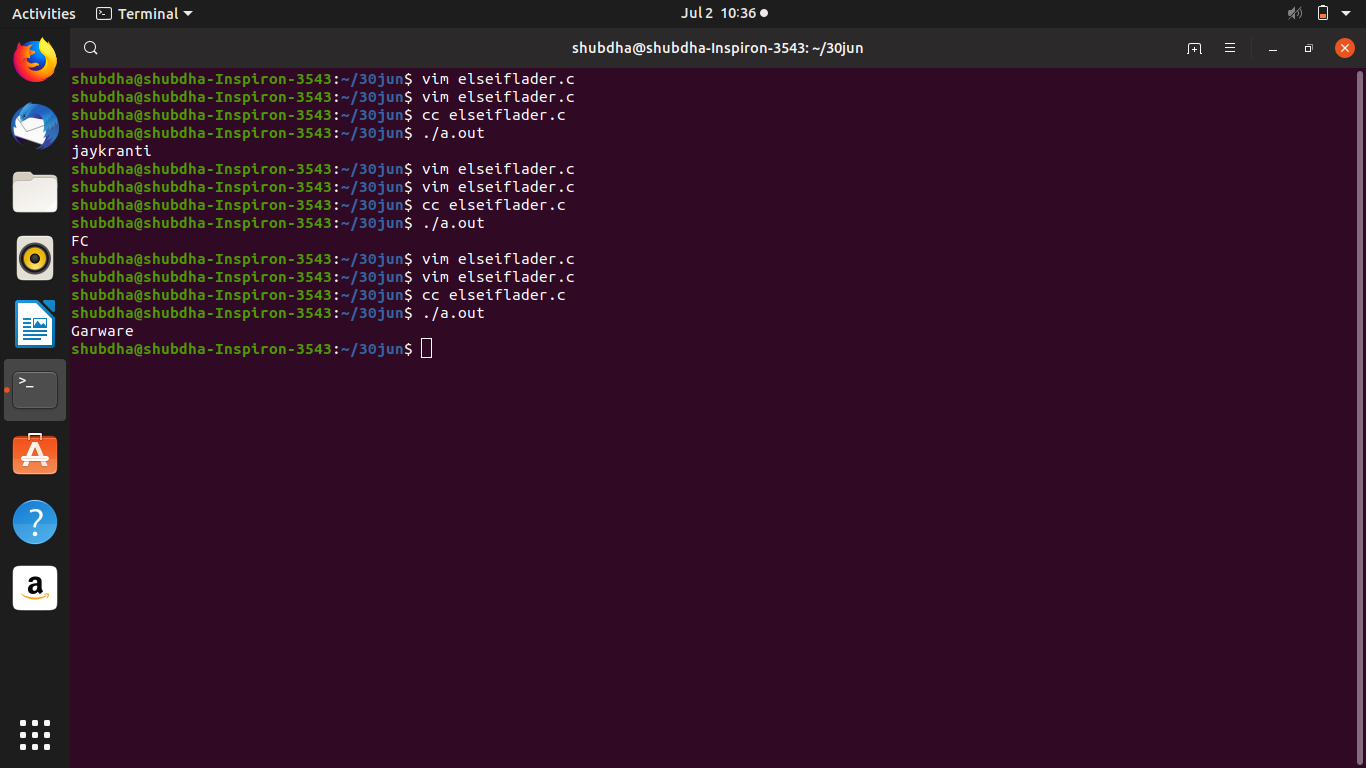 Activities Terminal Jul 2 10:36
shubdha@shubdha-Inspiron-3543: ~/30jun
shubdha@shubdha-Inspiron-3543:~/30jun$ vim elseiflader.c
shubdha@shubdha-Inspiron-3543:~/30jun$ vim elseiflader.c
shubdha@shubdha-Inspiron-3543:~/30jun$ cc elseiflader.c
shubdha@shubdha-Inspiron-3543:~/30jun$ ./a.out
jaykranti
shubdha@shubdha-Inspiron-3543:~/30jun$ vim elseiflader.c
shubdha@shubdha-Inspiron-3543:~/30jun$ vim elseiflader.c
shubdha@shubdha-Inspiron-3543:~/30jun$ cc elseiflader.c
shubdha@shubdha-Inspiron-3543:~/30jun$ ./a.out
FC
shubdha@shubdha-Inspiron-3543:~/30jun$ vim elseiflader.c
shubdha@shubdha-Inspiron-3543:~/30jun$ vim elseiflader.c
shubdha@shubdha-Inspiron-3543:~/30jun$ cc elseiflader.c
shubdha@shubdha-Inspiron-3543:~/30jun$ ./a.out
Garware
shubdha@shubdha-Inspiron-3543:~/30jun$